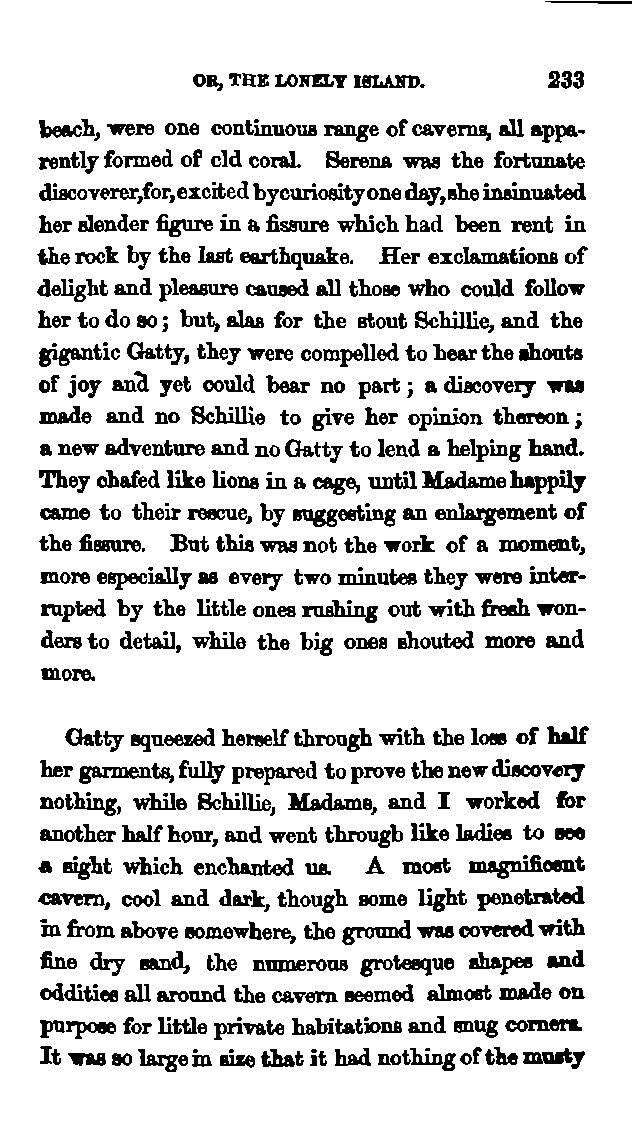 OR, THE LONELY ISLAND. 233
beach, were one continuous range of caverns, all appa-
rently formed of cld coral. Serena was the fortunate
discoverer, for, excited by curiosity one day, she insinuated
her slender figure in a fissure which had been rent in
the rock by the last earthquake. Her exclamations of
delight and pleasure caused all those who could follow
her to do so; but, alas for the stout Schillie, and the
gigantic Gatty, they were compelled to hear the shouts
of joy and yet could bear no part; a discovery was
made and no Schillie to give her opinion thereon;
a new adventure and no Gatty to lend a helping hand.
They chafed like lions in a cage, until Madame happily
came to their rescue, by suggesting an enlargement of
the fissure. But this was not the work of a moment,
more especially as every two minutes they were inter-
rupted by the little ones rushing out with fresh won-
ders to detail, while the big ones shouted more and
more.
Gatty squeezed herself through with the loss of half
her garments, fully prepared to prove the new discovery
nothing, while Schillie, Madame, and I worked for
another half hour, and went through like ladies to see
a sight which enchanted us. A most magnificent
cavern, cool and dark, though some light penetrated
in from above somewhere, the ground was covered with
fine dry sand, the numerous grotesque shapes and
oddities all around the cavern seemed almost made on
purpose for little private habitations and snug corners.
It was so large in size that it had nothing of the musty